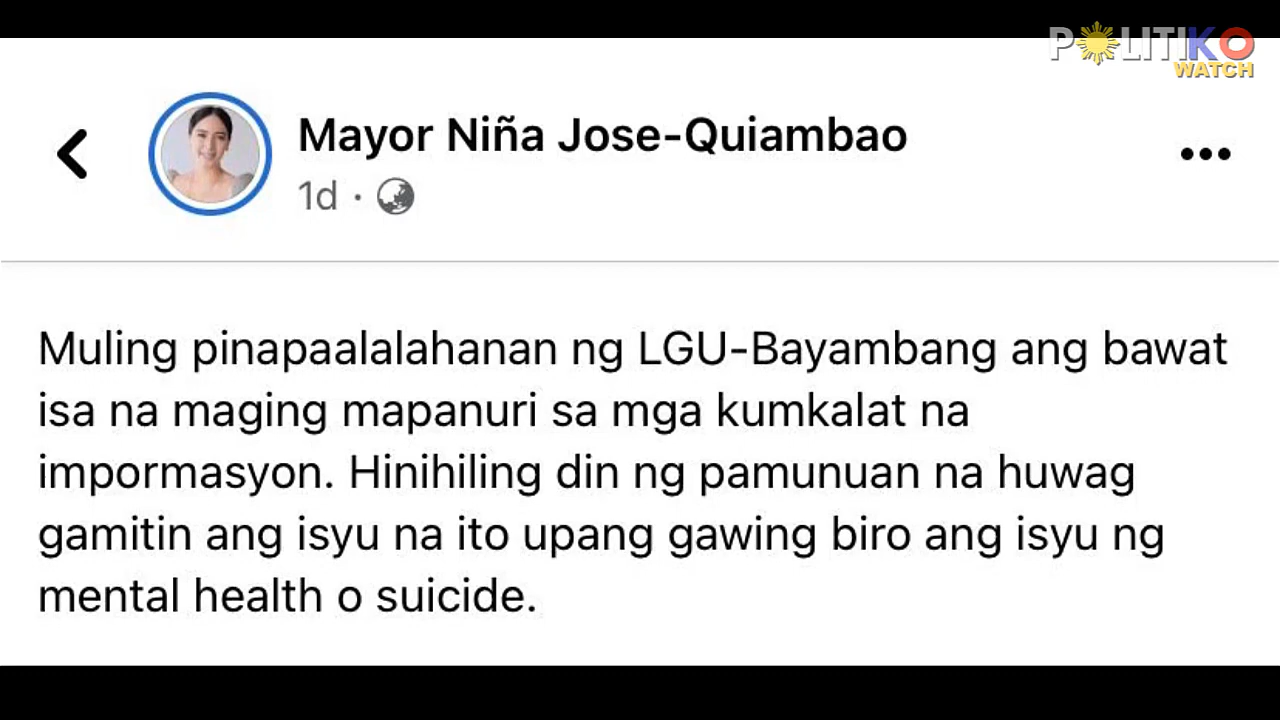 POLITIKO
WATCH
Mayor Niña Jose-Quiambao
1d ·
Muling pinapaalalahanan ng LGU-Bayambang ang bawat
isa na maging mapanuri sa mga kumkalat na
impormasyon. Hinihiling din ng pamunuan na huwag
gamitin ang isyu na ito upang gawing biro ang isyu ng
mental health o suicide.